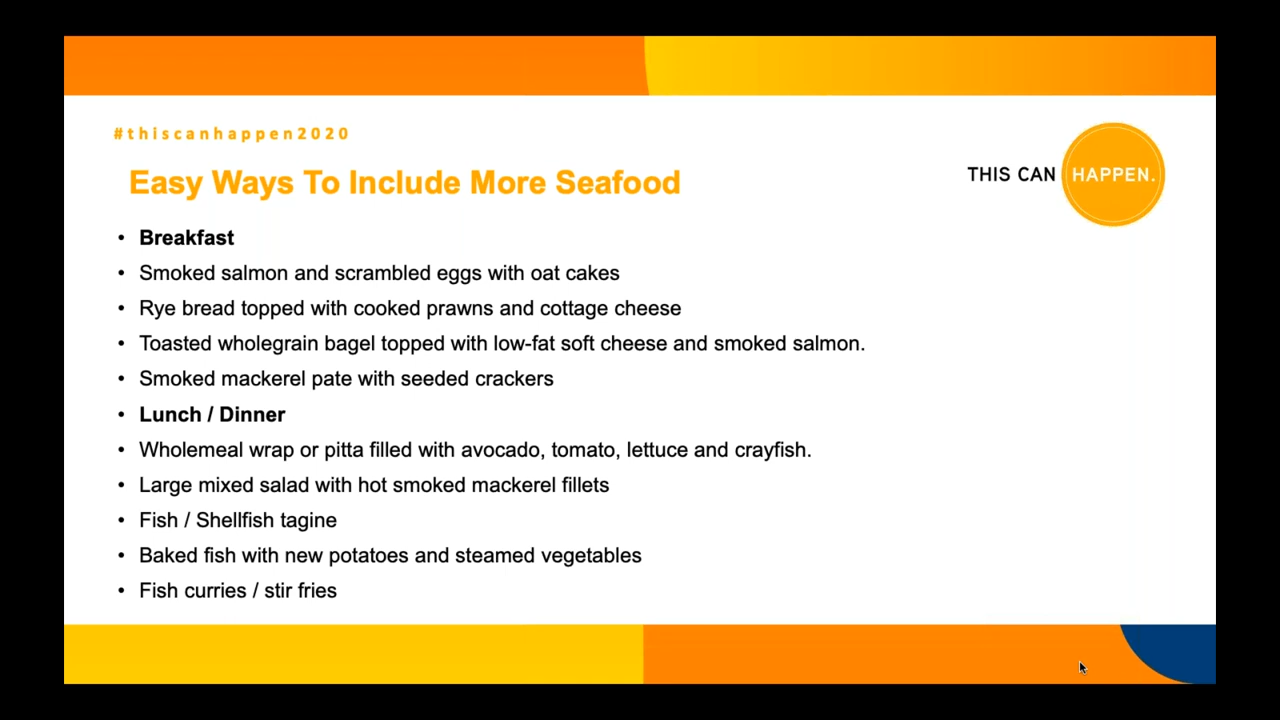 #thiscanhappen2020
THIS CAN HAPPEN.
Easy Ways To Include More Seafood
• Breakfast
• Smoked salmon and scrambled eggs with oat cakes
• Rye bread topped with cooked prawns and cottage cheese
• Toasted wholegrain bagel topped with low-fat soft cheese and smoked salmon.
• Smoked mackerel pate with seeded crackers
• Lunch / Dinner
• Wholemeal wrap or pitta filled with avocado, tomato, lettuce and crayfish.
• Large mixed salad with hot smoked mackerel fillets
• Fish / Shellfish tagine
• Baked fish with new potatoes and steamed vegetables
• Fish curries / stir fries